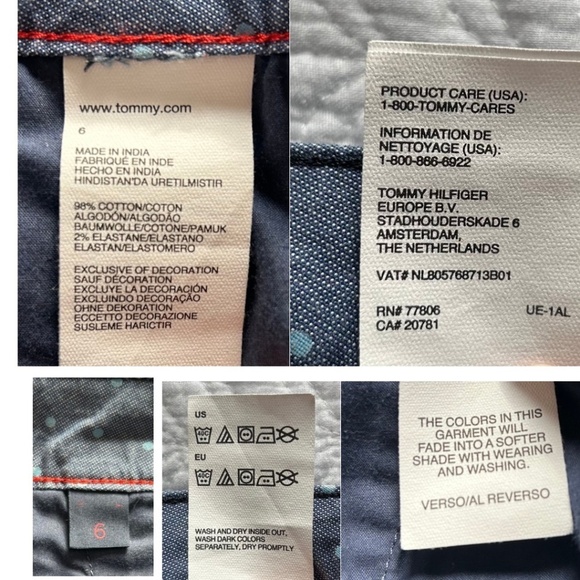 www.tommy.com
6
MADE IN INDIA
FABRIQUÉ EN INDE
HECHO EN INDIA
HINDISTAN'DA URETILMISTIR
98% COTTON/COTON
ALGODÓN/ALGODÃO
BAUMWOLLE/COTONE/PAMUK
2% ELASTANE/ELASTANO
ELASTAN/ELASTOMERO
EXCLUSIVE OF DECORATION
SAUF DÉCORATION
EXCLUYE LA DECORACIÓN
EXCLUINDO DECORAÇÃO
OHNE DEKORATION
ECCETTO DECORAZIONE
SUSLEME HARICTIR
PRODUCT CARE (USA):
1-800-TOMMY-CARES
INFORMATION DE
NETTOYAGE (USA):
1-800-866-6922
TOMMY HILFIGER
EUROPE B.V.
STADHOUDERSKADE 6
AMSTERDAM,
THE NETHERLANDS
VAT# NL805768713B01
RN# 77806 UE-1AL
CA# 20781
6
US
EU
WASH AND DRY INSIDE OUT,
WASH DARK COLORS
SEPARATELY, DRY PROMPTLY
THE COLORS IN THIS
GARMENT WILL
FADE INTO A SOFTER
SHADE WITH WEARING
AND WASHING.
VERSO/AL REVERSO